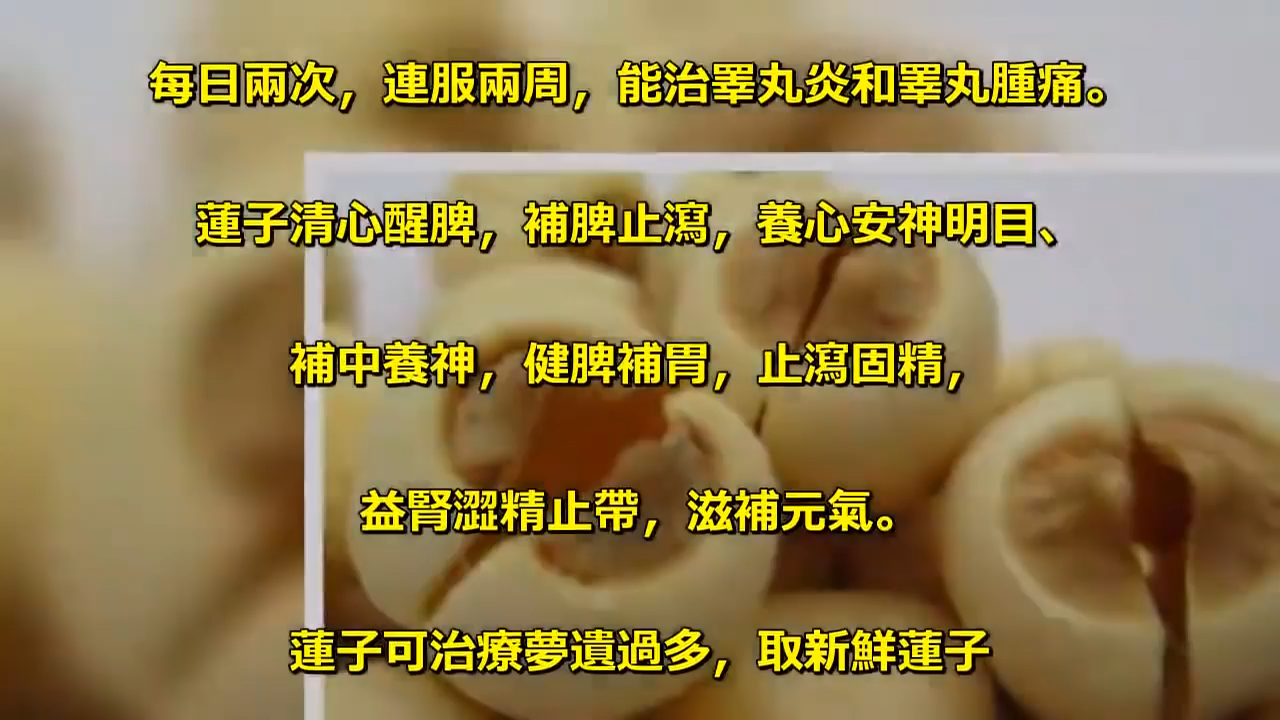 每日兩次，連服兩周，能治睪丸炎和睪丸腫痛。
蓮子清心醒脾，補脾止瀉，養心安神明目、
補中養神，健脾補胃，止瀉固精，
益腎澀精止帶，滋補元氣。
蓮子可治療夢遺過多，取新鮮蓮子